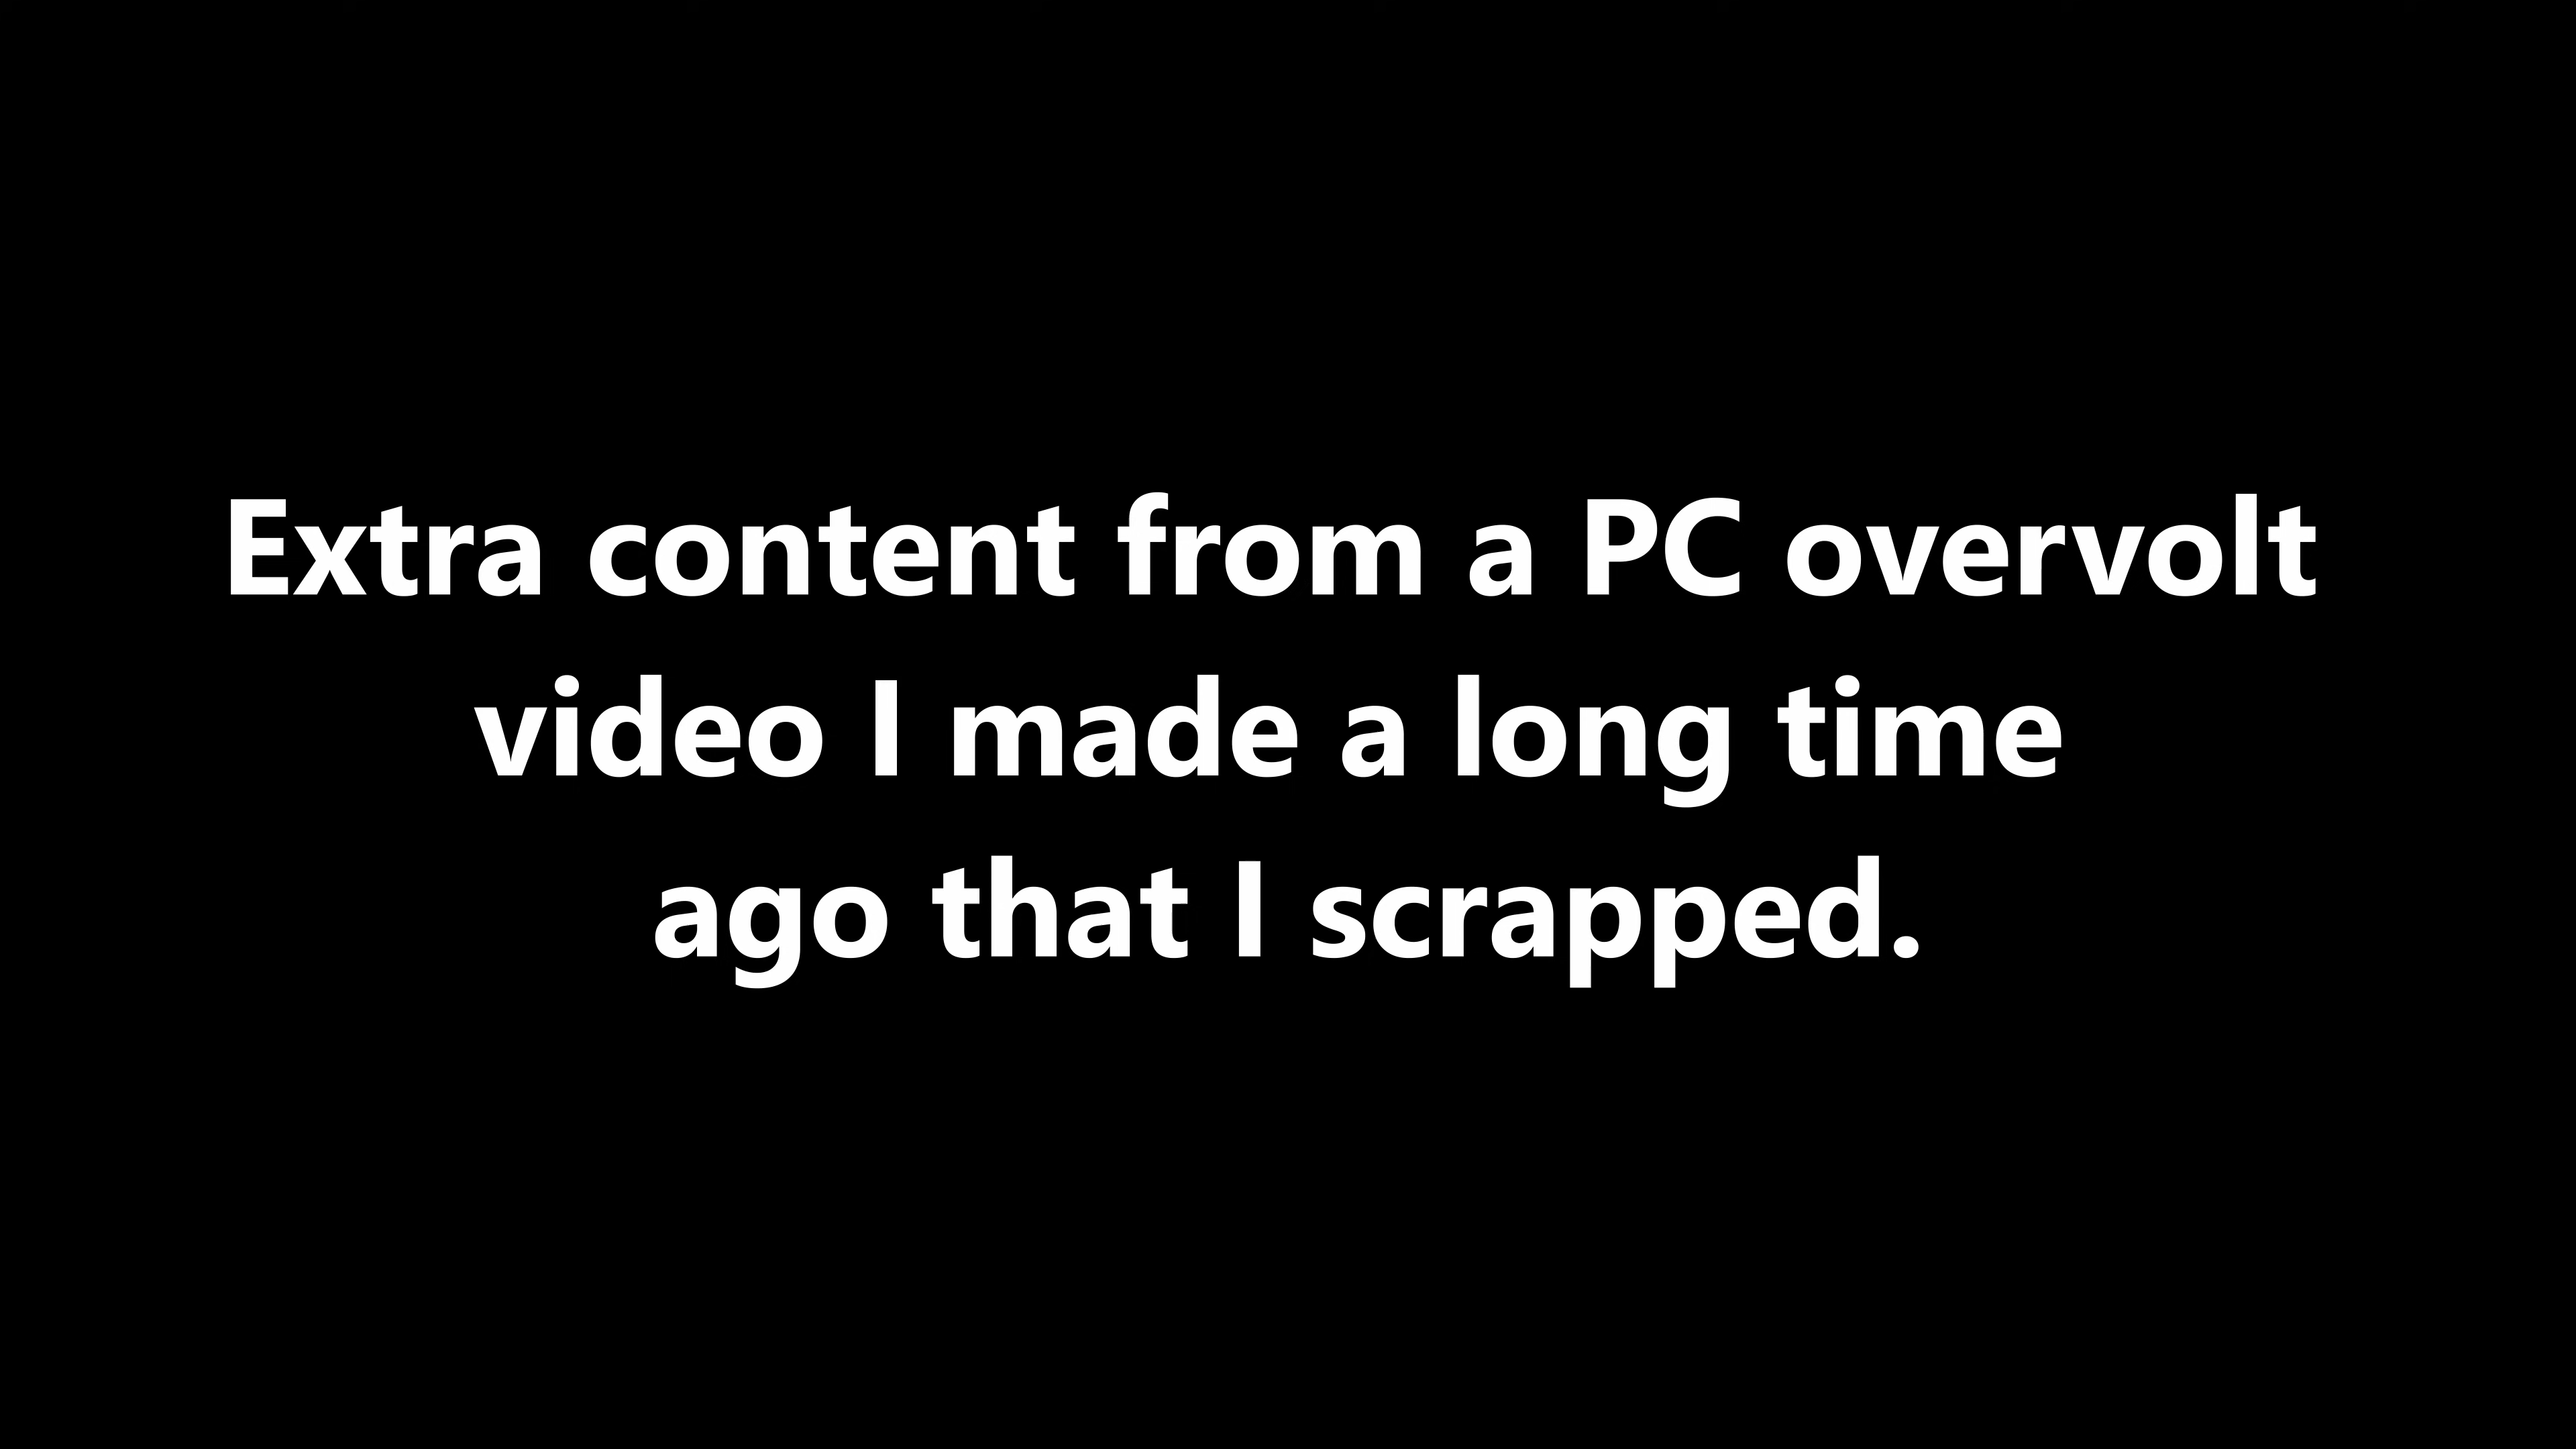 Extra content from a PC overvolt
video I made a long time
ago that I scrapped.